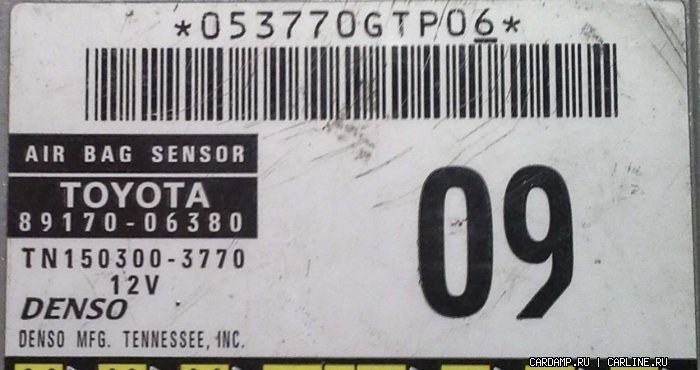 *053770GTP06*
AIR BAG SENSOR
TOYOTA
89170-06380
TN150300-3770
12V
DENSO
DENSO MFG. TENNESSEE, INC.
09
CARDAMP.RU | CARLINE.RU